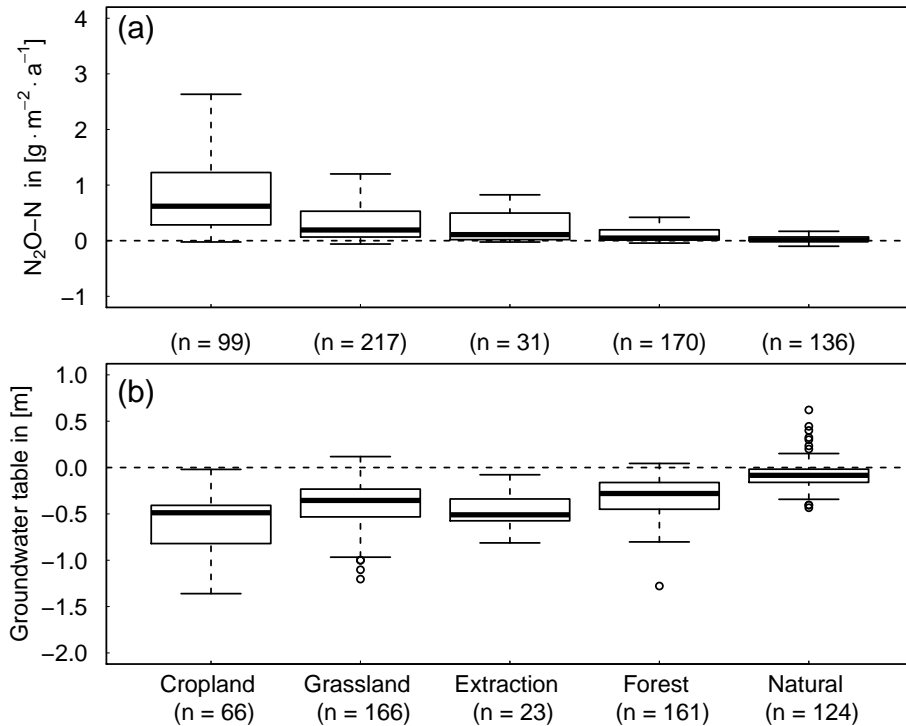 (a)
N₂O–N in [g · m⁻² · a⁻¹]
4
3
2
1
0
−1
(n = 99) (n = 217) (n = 31) (n = 170) (n = 136)
(b)
Groundwater table in [m]
1.0
0.5
0.0
−0.5
−1.0
−1.5
−2.0
Cropland Grassland Extraction Forest Natural
(n = 66) (n = 166) (n = 23) (n = 161) (n = 124)